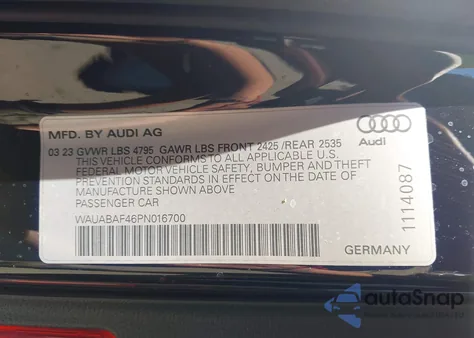 MFD. BY AUDI AG
03 23 GVWR LBS 4795 GAWR LBS FRONT 2425 /REAR 2535
THIS VEHICLE CONFORMS TO ALL APPLICABLE U.S.
FEDERAL MOTOR VEHICLE SAFETY, BUMPER AND THEFT
PREVENTION STANDARDS IN EFFECT ON THE DATE OF
MANUFACTURE SHOWN ABOVE
PASSENGER CAR
WAUABAF46PN016700
Audi
1114087
GERMANY
autoSnap